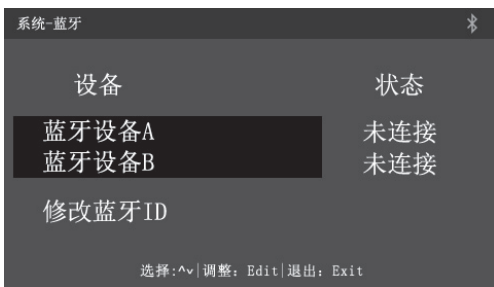 系统-蓝牙
设备 状态
蓝牙设备A 未连接
蓝牙设备B 未连接
修改蓝牙ID
选择:^v|调整: Edit|退出: Exit